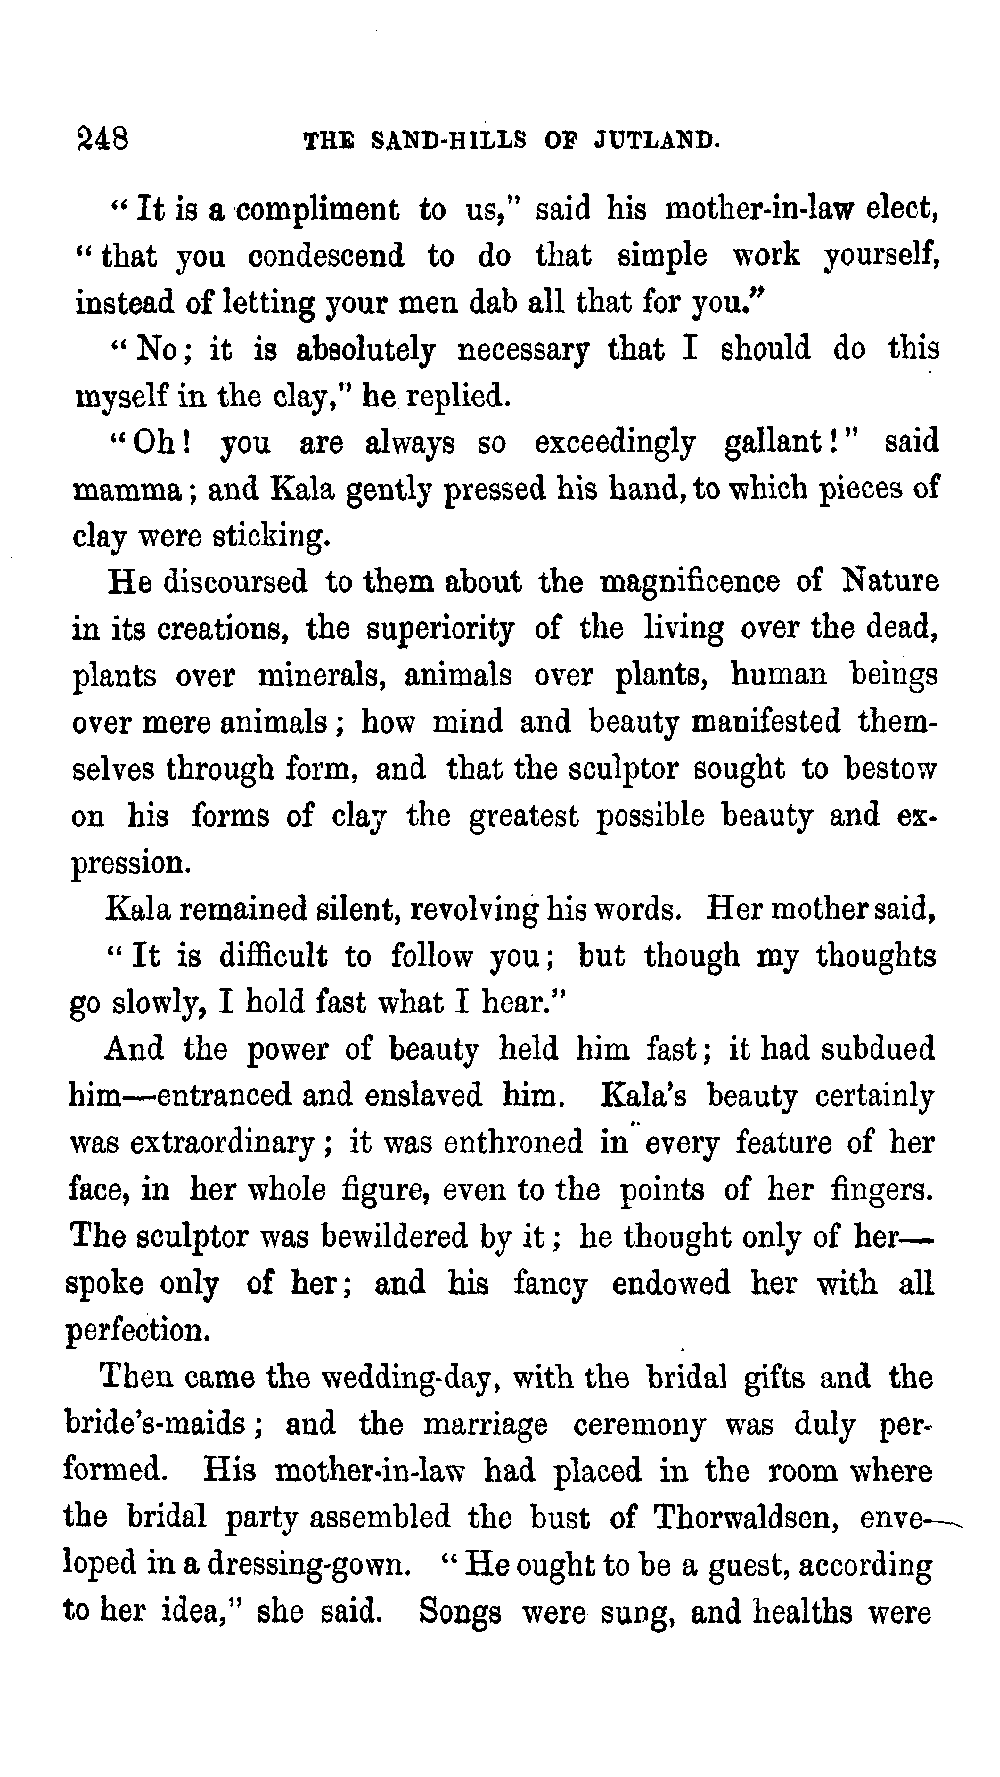 248 THE SAND-HILLS OF JUTLAND.
“ It is a compliment to us,” said his mother-in-law elect,
“ that you condescend to do that simple work yourself,
instead of letting your men dab all that for you.”
“ No ; it is absolutely necessary that I should do this
myself in the clay,” he replied.
“ Oh ! you are always so exceedingly gallant ! ” said
mamma ; and Kala gently pressed his hand, to which pieces of
clay were sticking.
He discoursed to them about the magnificence of Nature
in its creations, the superiority of the living over the dead,
plants over minerals, animals over plants, human beings
over mere animals ; how mind and beauty manifested them-
selves through form, and that the sculptor sought to bestow
on his forms of clay the greatest possible beauty and ex-
pression.
Kala remained silent, revolving his words. Her mother said,
“ It is difficult to follow you ; but though my thoughts
go slowly, I hold fast what I hear.”
And the power of beauty held him fast ; it had subdued
him—entranced and enslaved him. Kala’s beauty certainly
was extraordinary ; it was enthroned in every feature of her
face, in her whole figure, even to the points of her fingers.
The sculptor was bewildered by it ; he thought only of her—
spoke only of her ; and his fancy endowed her with all
perfection.
Then came the wedding-day, with the bridal gifts and the
bride’s-maids ; and the marriage ceremony was duly per-
formed. His mother-in-law had placed in the room where
the bridal party assembled the bust of Thorwaldsen, enve-
loped in a dressing-gown. “ He ought to be a guest, according
to her idea,” she said. Songs were sung, and healths were